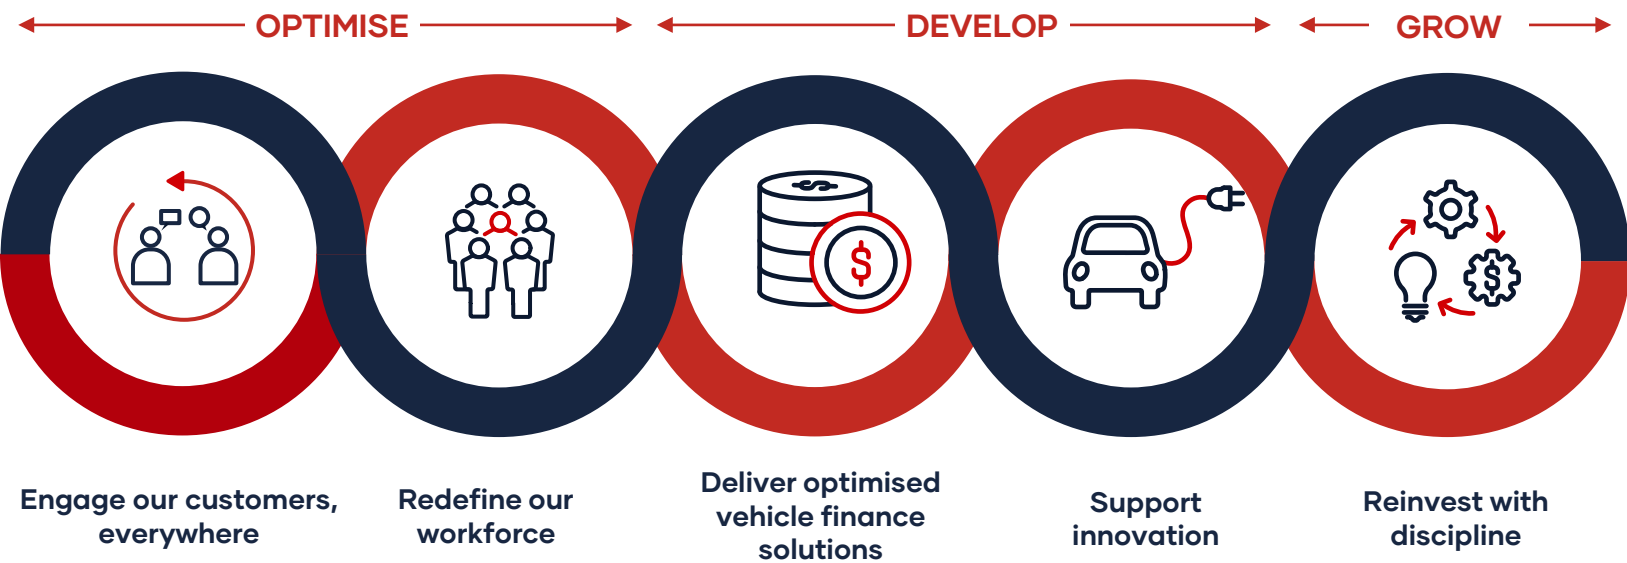 OPTIMISE
DEVELOP
GROW
$
$
$
Engage our customers,
everywhere
Redefine our
workforce
Deliver optimised
vehicle finance
solutions
Support
innovation
Reinvest with
discipline